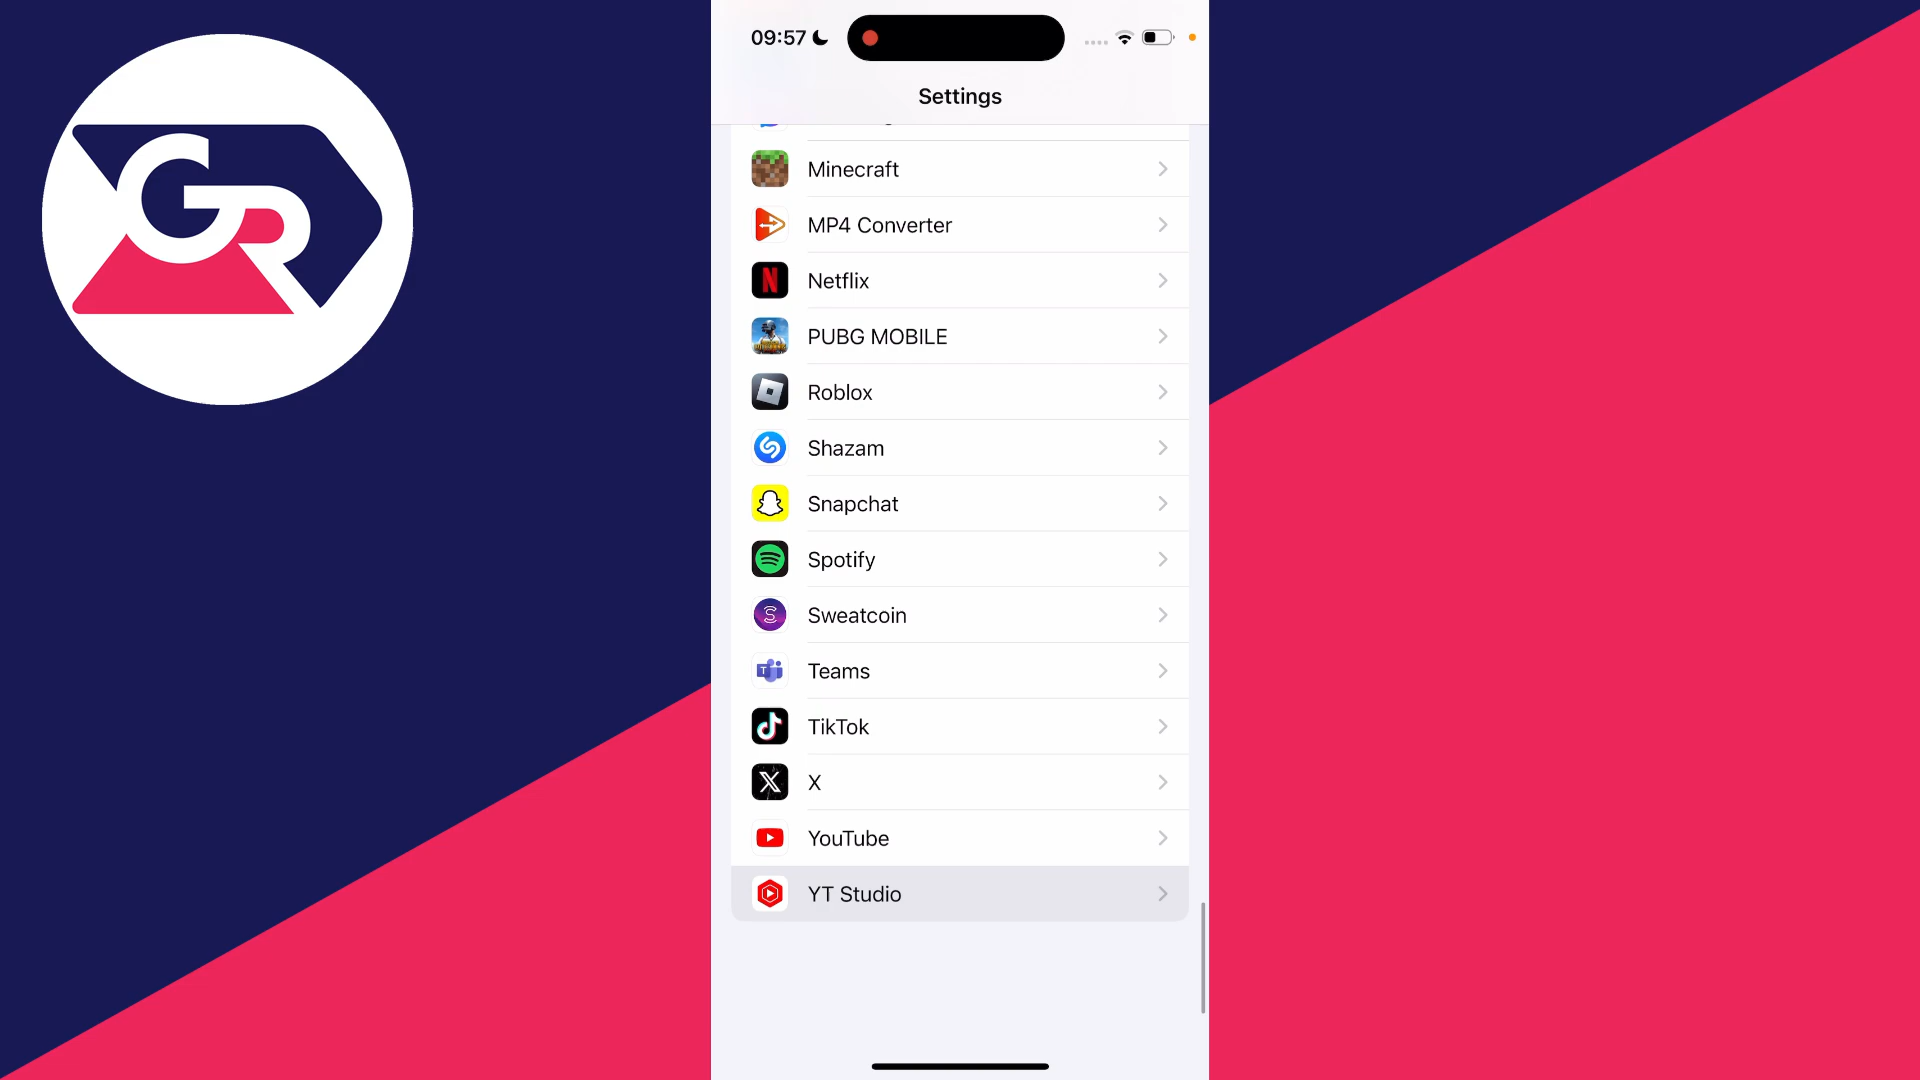 GR
09:57
Settings
Minecraft
MP4 Converter
Netflix
PUBG MOBILE
Roblox
Shazam
Snapchat
Spotify
Sweatcoin
Teams
TikTok
X
YouTube
YT Studio